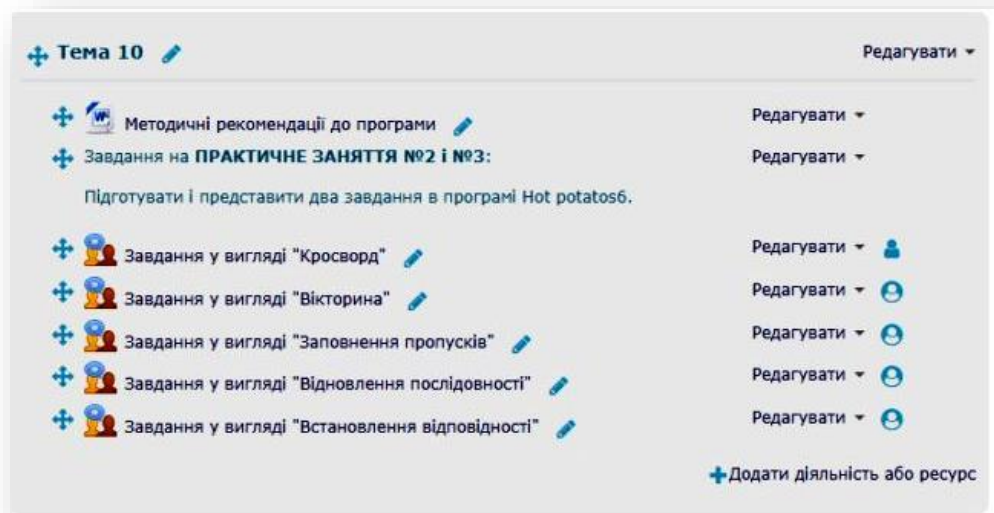 Тема 10 Редагувати
Методичні рекомендації до програми Редагувати
Завдання на ПРАКТИЧНЕ ЗАНЯТТЯ №2 і №3: Редагувати
Підготувати і представити два завдання в програмі Hot potatos6.
Завдання у вигляді "Кросворд" Редагувати
Завдання у вигляді "Вікторина" Редагувати
Завдання у вигляді "Заповнення пропусків" Редагувати
Завдання у вигляді "Відновлення послідовності" Редагувати
Завдання у вигляді "Встановлення відповідності" Редагувати
Додати діяльність або ресурс